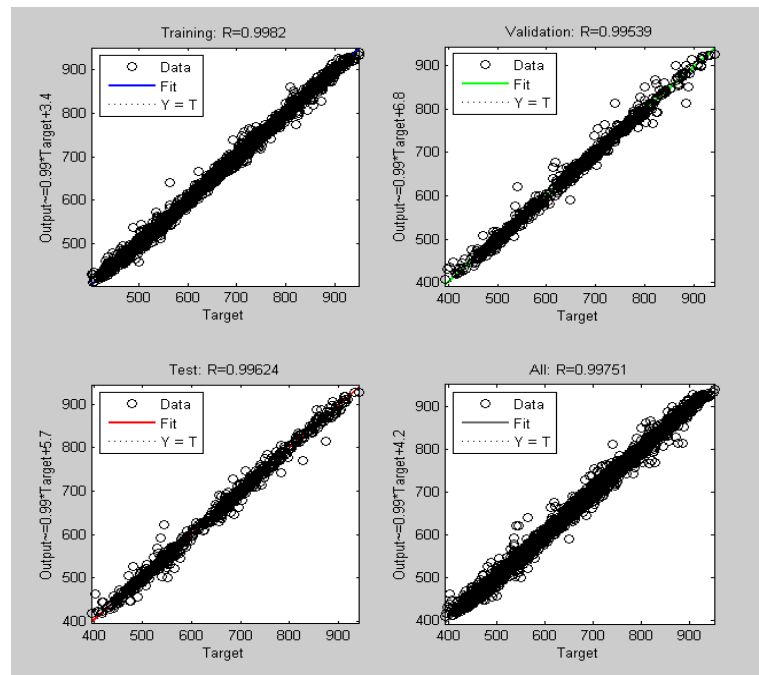 Training: R=0.9982
Output~=0.99*Target+3.4
900
800
700
600
500
Data
Fit
Y = T
500 600 700 800 900
Target
Validation: R=0.99539
Output~=0.99*Target+6.8
900
800
700
600
500
400
Data
Fit
Y = T
400 500 600 700 800 900
Target
Test: R=0.99624
Output~=0.99*Target+5.7
900
800
700
600
500
400
Data
Fit
Y = T
400 500 600 700 800 900
Target
All: R=0.99751
Output~=0.99*Target+4.2
900
800
700
600
500
400
Data
Fit
Y = T
400 500 600 700 800 900
Target